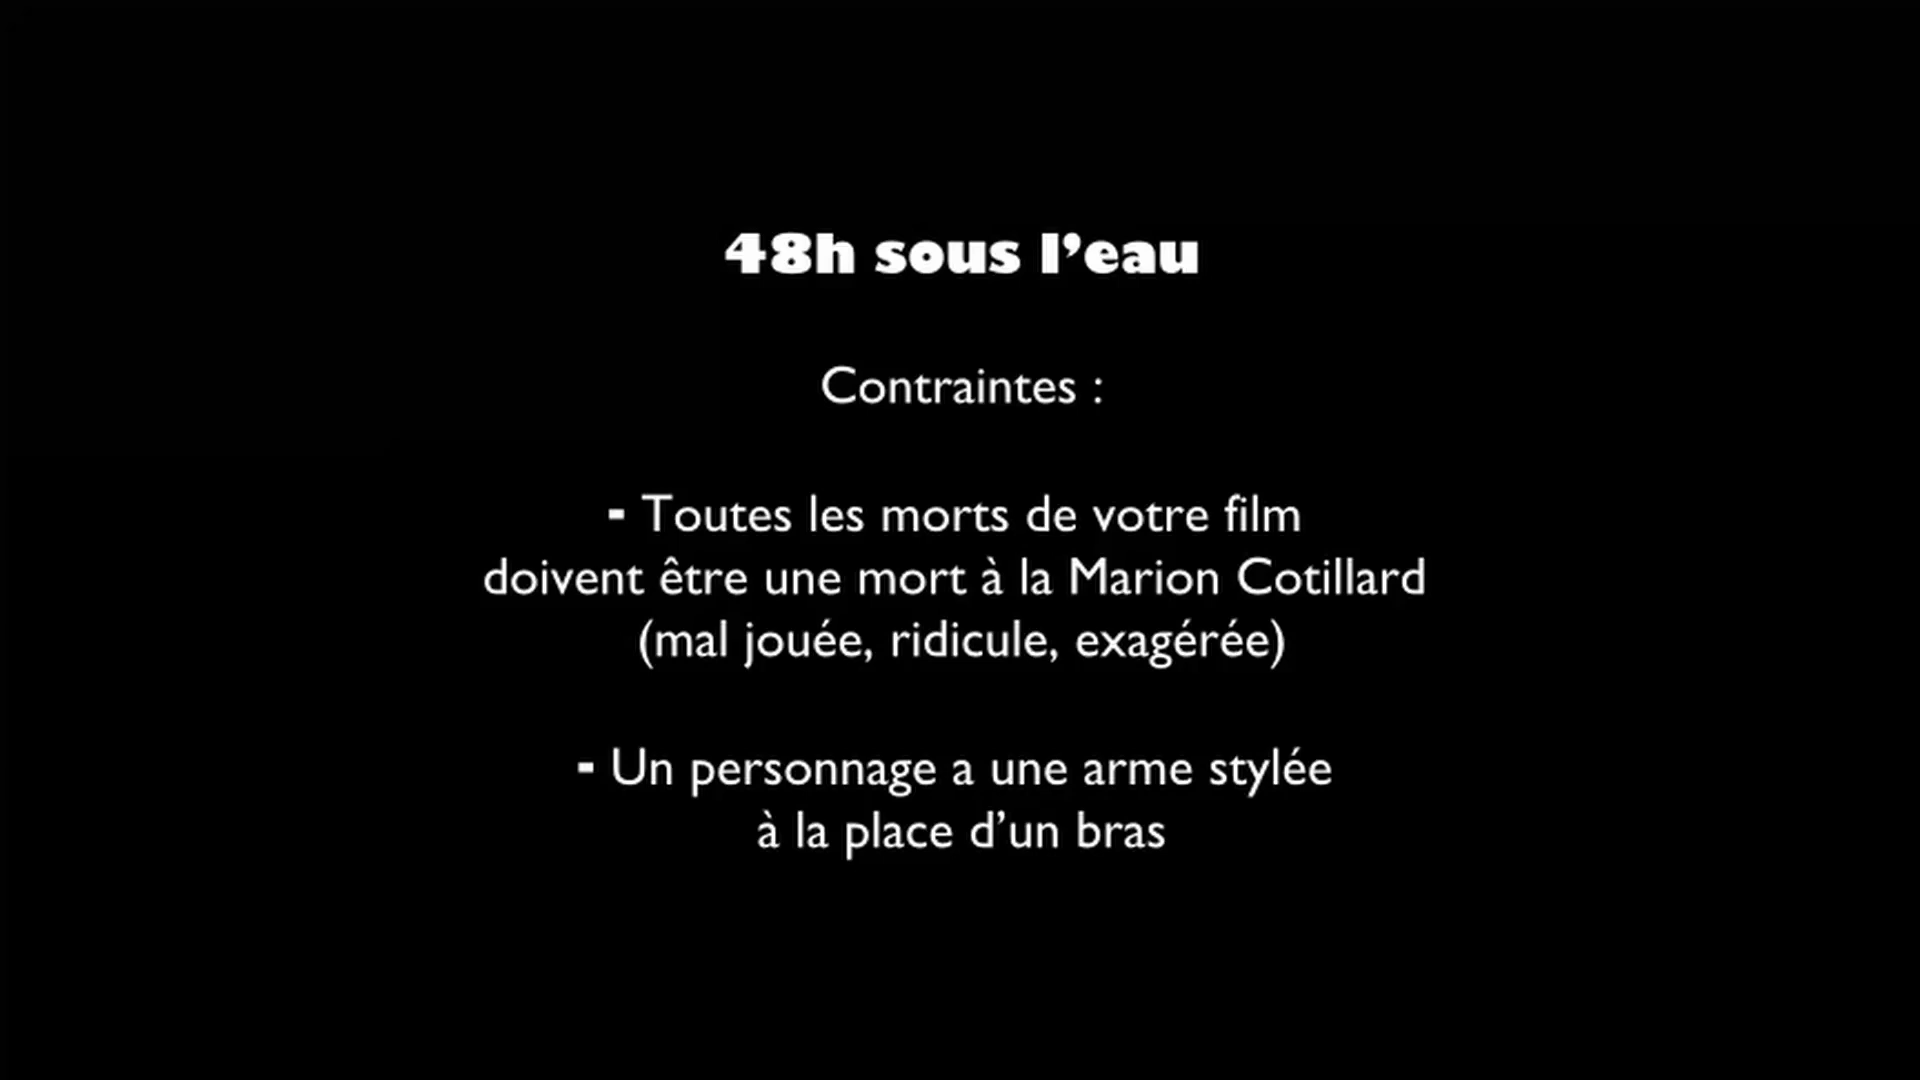 48h sous l’eau
Contraintes :
- Toutes les morts de votre film
doivent être une mort à la Marion Cotillard
(mal jouée, ridicule, exagérée)
- Un personnage a une arme stylée
à la place d’un bras